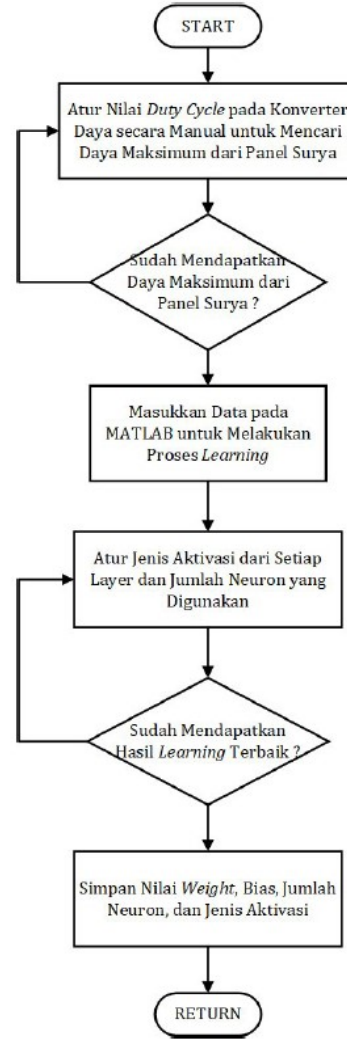 START
Atur Nilai Duty Cycle pada Konverter
Daya secara Manual untuk Mencari
Daya Maksimum dari Panel Surya
Sudah Mendapatkan
Daya Maksimum dari
Panel Surya ?
Masukkan Data pada
MATLAB untuk Melakukan
Proses Learning
Atur Jenis Aktivasi dari Setiap
Layer dan Jumlah Neuron yang
Digunakan
Sudah Mendapatkan
Hasil Learning Terbaik ?
Simpan Nilai Weight, Bias, Jumlah
Neuron, dan Jenis Aktivasi
RETURN